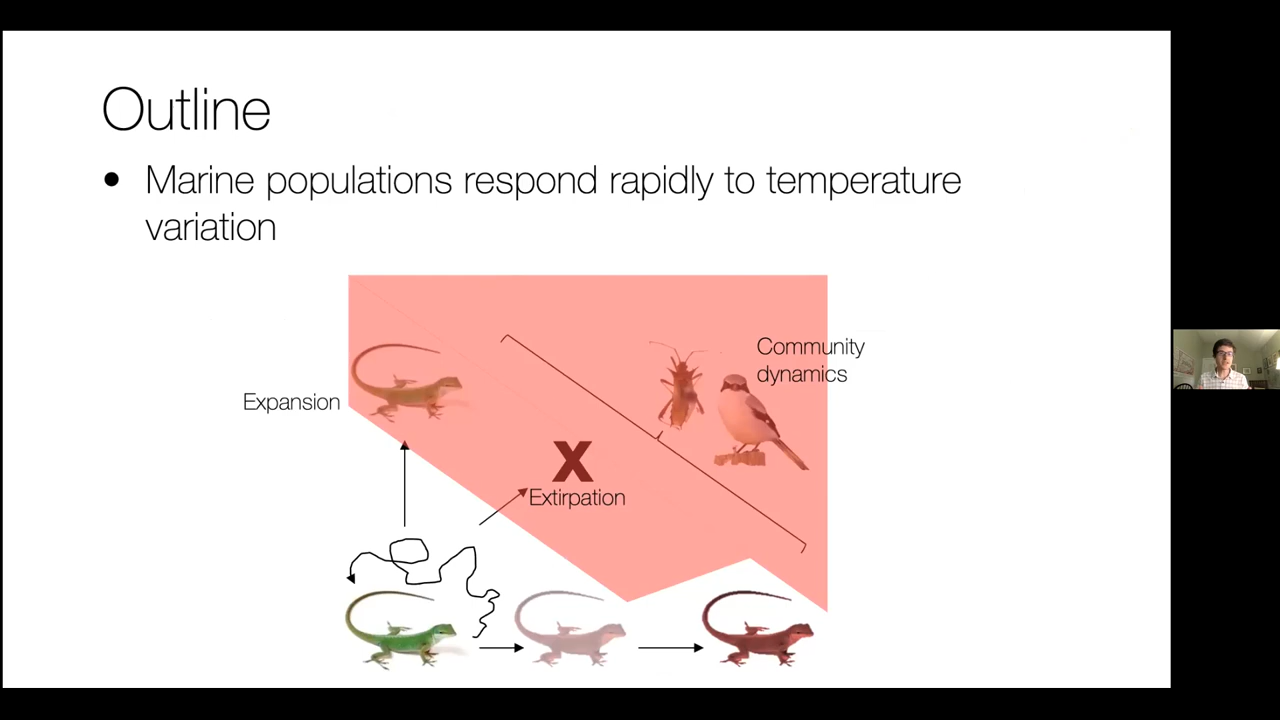 Outline
• Marine populations respond rapidly to temperature
variation
Community
dynamics
Expansion
X
Extirpation